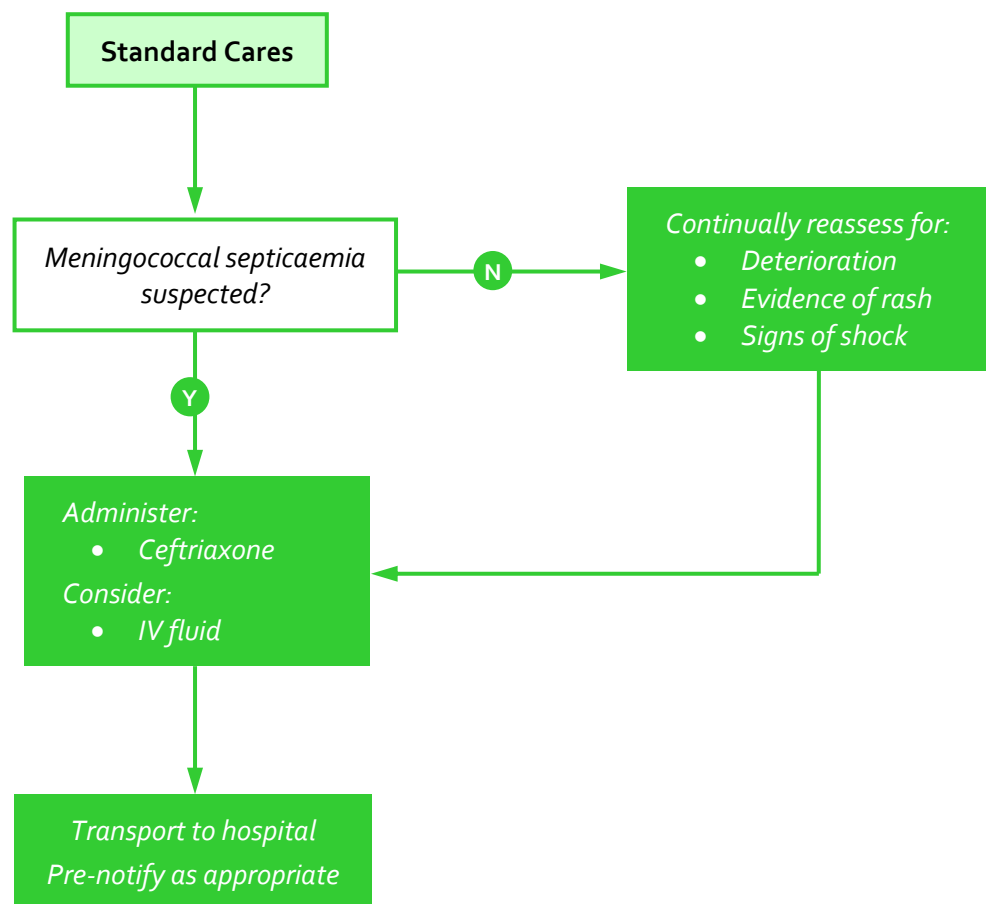 Standard Cares
Meningococcal septicaemia
suspected?
N
Continually reassess for:
• Deterioration
• Evidence of rash
• Signs of shock
Y
Administer:
• Ceftriaxone
Consider:
• IV fluid
Transport to hospital
Pre-notify as appropriate